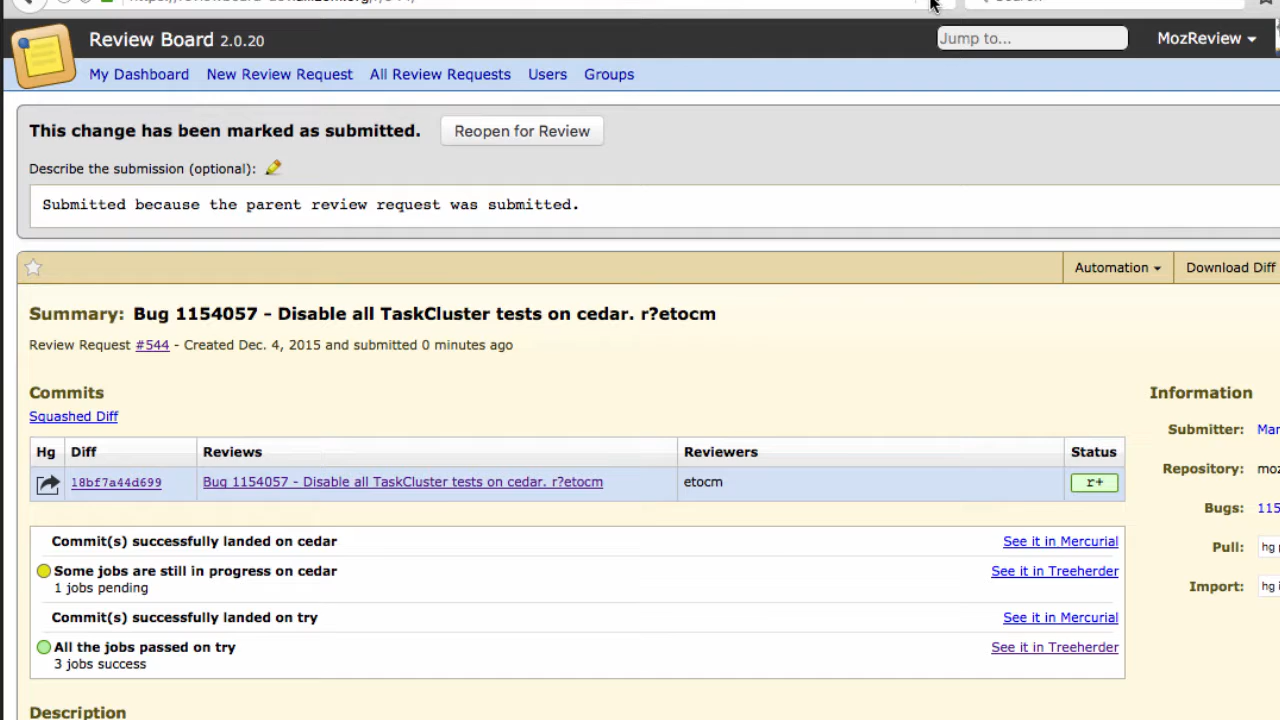 Review Board 2.0.20
Jump to...
MozReview
My Dashboard New Review Request All Review Requests Users Groups
This change has been marked as submitted. Reopen for Review
Describe the submission (optional):
Submitted because the parent review request was submitted.
Automation Download Diff
Summary: Bug 1154057 - Disable all TaskCluster tests on cedar. r?etocm
Review Request #544 - Created Dec. 4, 2015 and submitted 0 minutes ago
Commits
Squashed Diff
Hg Diff Reviews Reviewers Status
18bf7a44d699 Bug 1154057 - Disable all TaskCluster tests on cedar. r?etocm etocm r+
Commit(s) successfully landed on cedar See it in Mercurial
Some jobs are still in progress on cedar See it in Treeherder
1 jobs pending
Commit(s) successfully landed on try See it in Mercurial
All the jobs passed on try See it in Treeherder
3 jobs success
Information
Submitter: Mar
Repository: moz
Bugs: 115
Pull: hg
Import: hg
Description